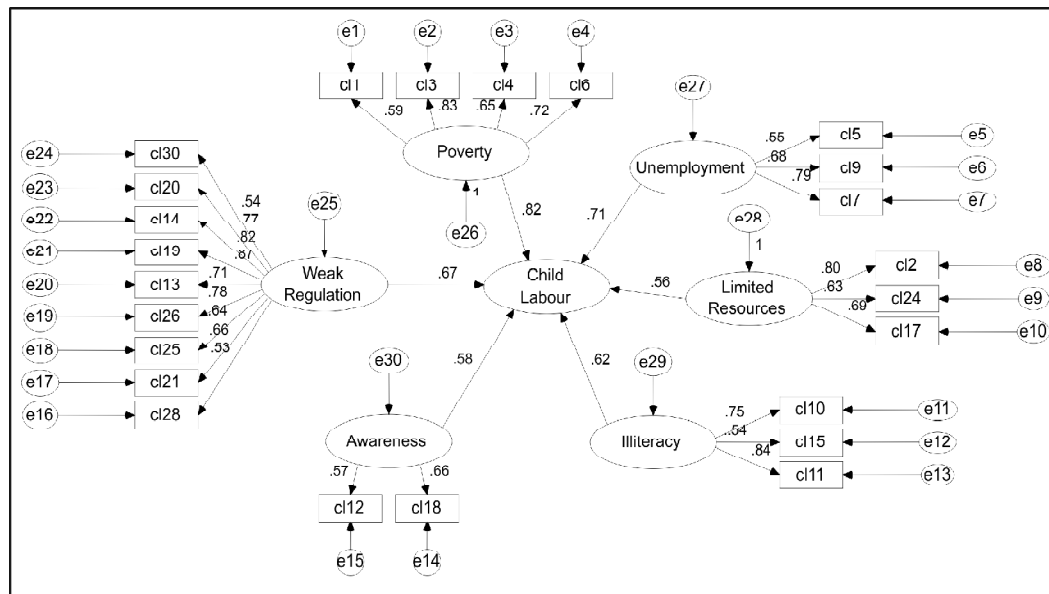 e1 e2 e3 e4
cl1 cl3 cl4 cl6
.59 .83 .65 .72
Poverty
1
e26
.82
e27
Unemployment
.55
.68
.79
cl5 e5
cl9 e6
cl7 e7
.71
e24 cl30
e23 cl20
e22 cl14
e21 cl19
e20 cl13
e19 cl26
e18 cl25
e17 cl21
e16 cl28
.54
.77
.82
.67
.71
.78
.64
.66
.53
e25
Weak
Regulation
.67
Child
Labour
e28
1
Limited
Resources
.56
.80
.63
.69
cl2 e8
cl24 e9
cl17 e10
e30
Awareness
.58
.57 .66
cl12 cl18
e15 e14
e29
Illiteracy
.62
.75
.54
.84
cl10 e11
cl15 e12
cl11 e13